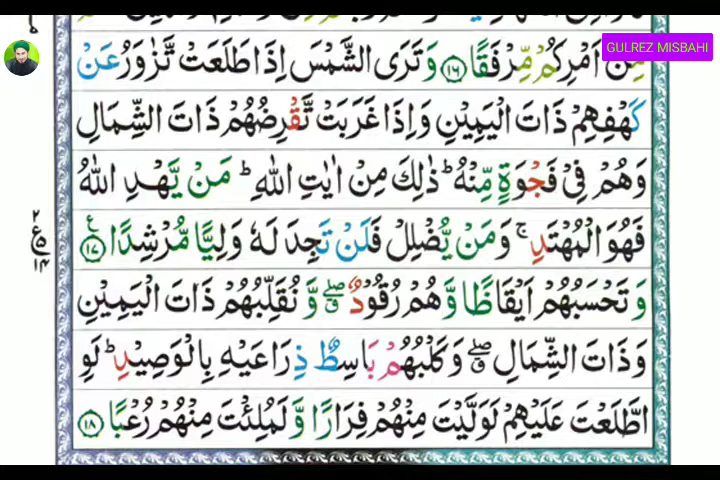 GULREZ MISBAHI
مِّنْ اَمْرِكُمْ مِّرْفَقًا ۝١٦ وَتَرَى الشَّمْسَ اِذَا طَلَعَتْ تَّزٰوَرُ عَنْ
كَهْفِهِمْ ذَاتَ الْيَمِيْنِ وَاِذَا غَرَبَتْ تَّقْرِضُهُمْ ذَاتَ الشِّمَالِ
وَهُمْ فِيْ فَجْوَةٍ مِّنْهُ ؕ ذٰلِكَ مِنْ اٰيٰتِ اللّٰهِ ؕ مَنْ يَّهْدِ اللّٰهُ
فَهُوَ الْمُهْتَدِ ۚ وَمَنْ يُّضْلِلْ فَلَنْ تَجِدَ لَهٗ وَلِيًّا مُّرْشِدًا ۝١٧ ع
وَتَحْسَبُهُمْ اَيْقَاظًا وَّهُمْ رُقُوْدٌ ۖ وَّنُقَلِّبُهُمْ ذَاتَ الْيَمِيْنِ
وَذَاتَ الشِّمَالِ ۖ وَكَلْبُهُمْ بَاسِطٌ ذِرَاعَيْهِ بِالْوَصِيْدِ ؕ لَوِ
اطَّلَعْتَ عَلَيْهِمْ لَوَلَّيْتَ مِنْهُمْ فِرَارًا وَّلَمُلِئْتَ مِنْهُمْ رُعْبًا ۝١٨